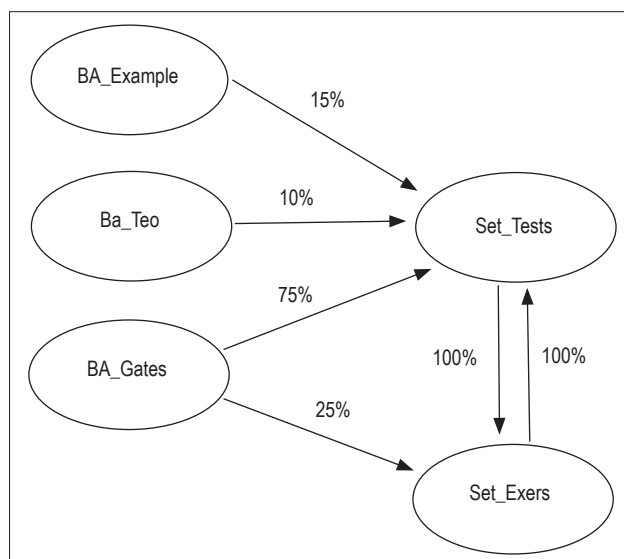 BA_Example
15%
Ba_Teo
10%
Set_Tests
75%
BA_Gates
100%
100%
25%
Set_Exers